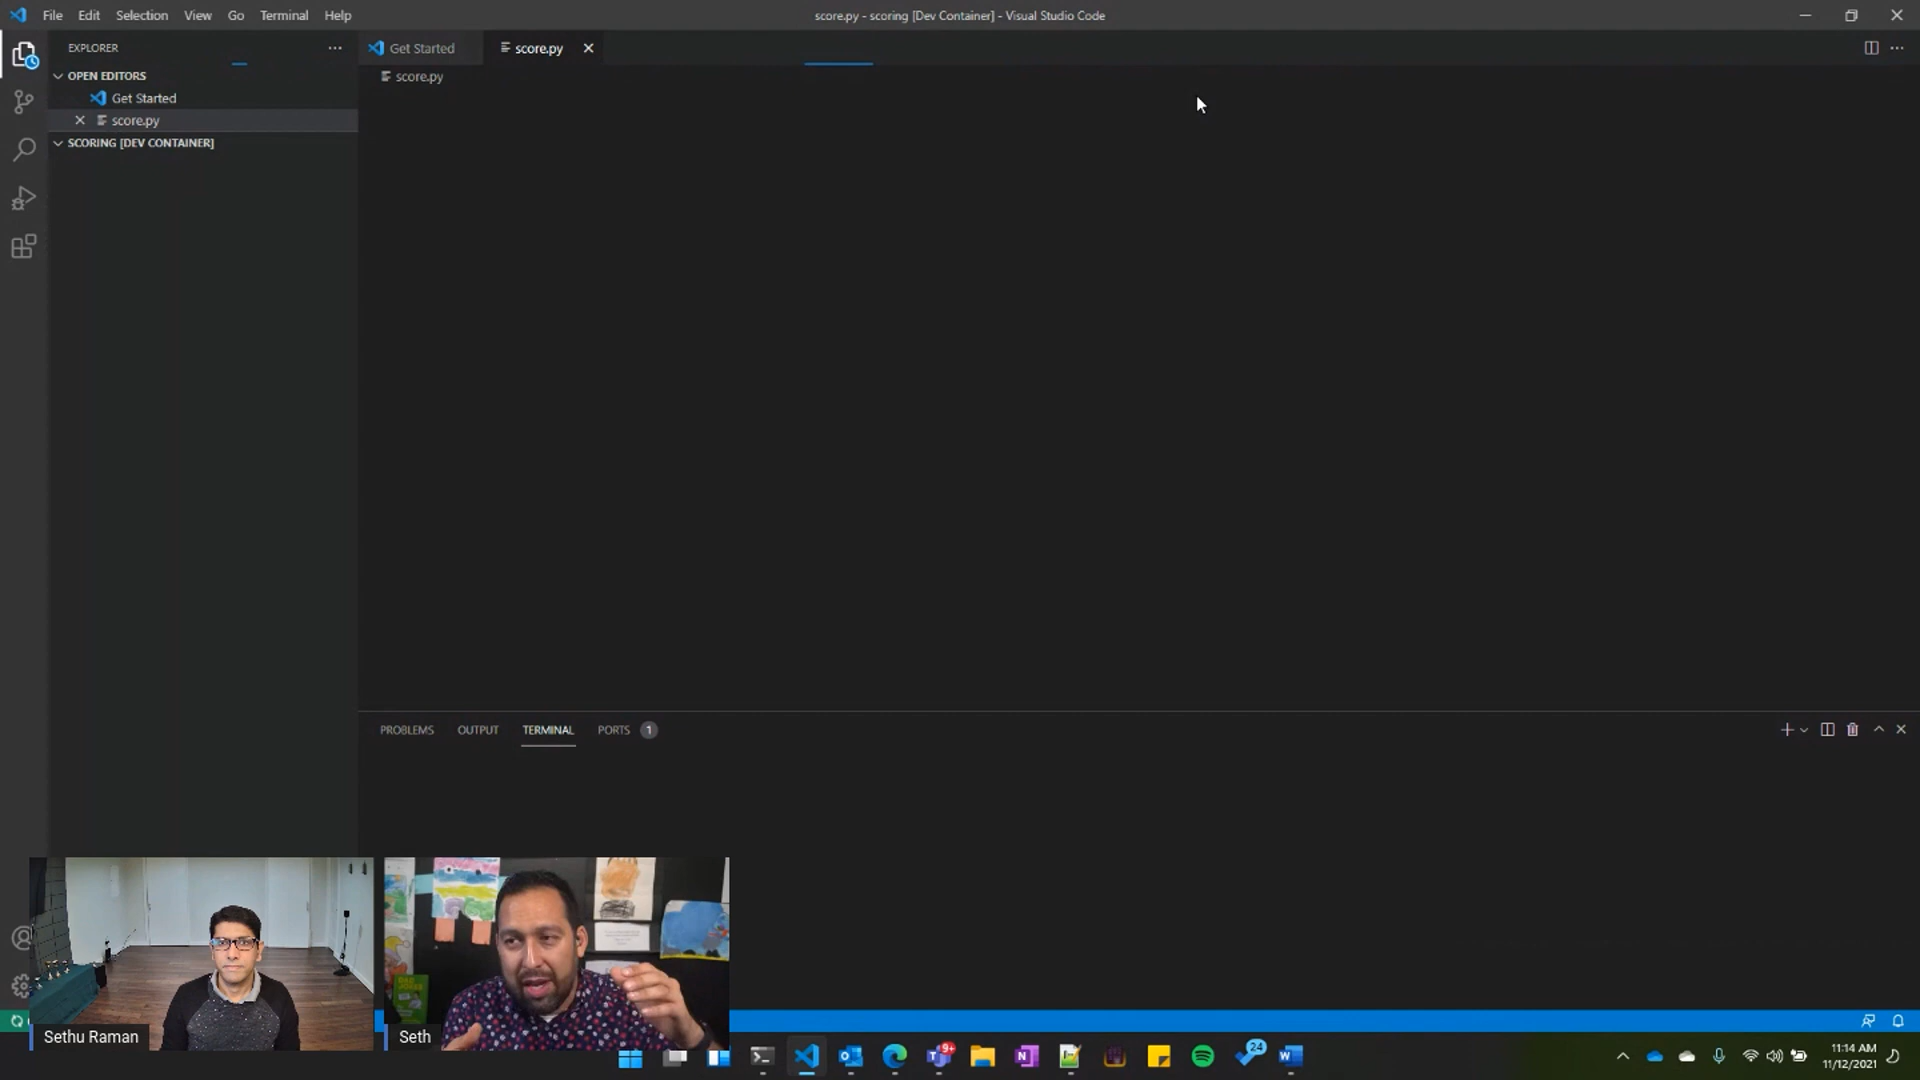 File Edit Selection View Go Terminal Help
score.py - scoring [Dev Container] - Visual Studio Code
EXPLORER
Get Started
score.py
OPEN EDITORS
Get Started
score.py
SCORING [DEV CONTAINER]
score.py
PROBLEMS OUTPUT TERMINAL PORTS 1
Sethu Raman
Seth
9+
24
11:14 AM
11/12/2021